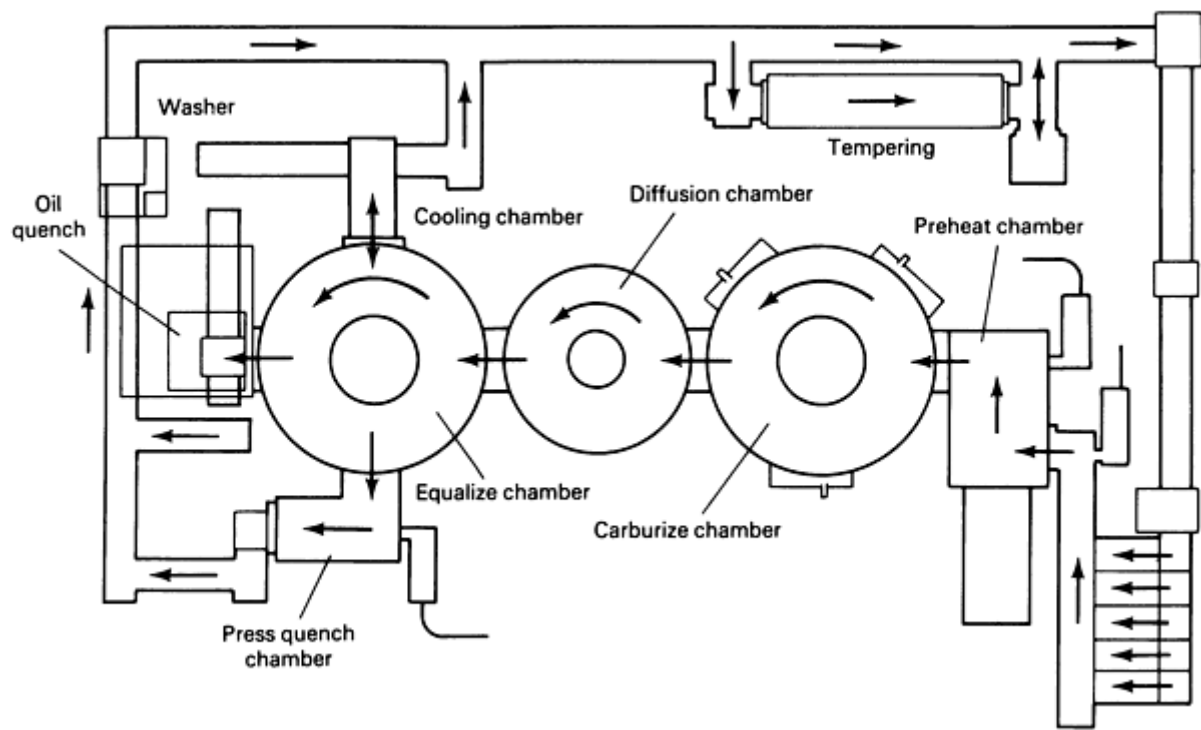 Washer
Tempering
Oil
quench
Cooling chamber
Diffusion chamber
Preheat chamber
Equalize chamber
Carburize chamber
Press quench
chamber